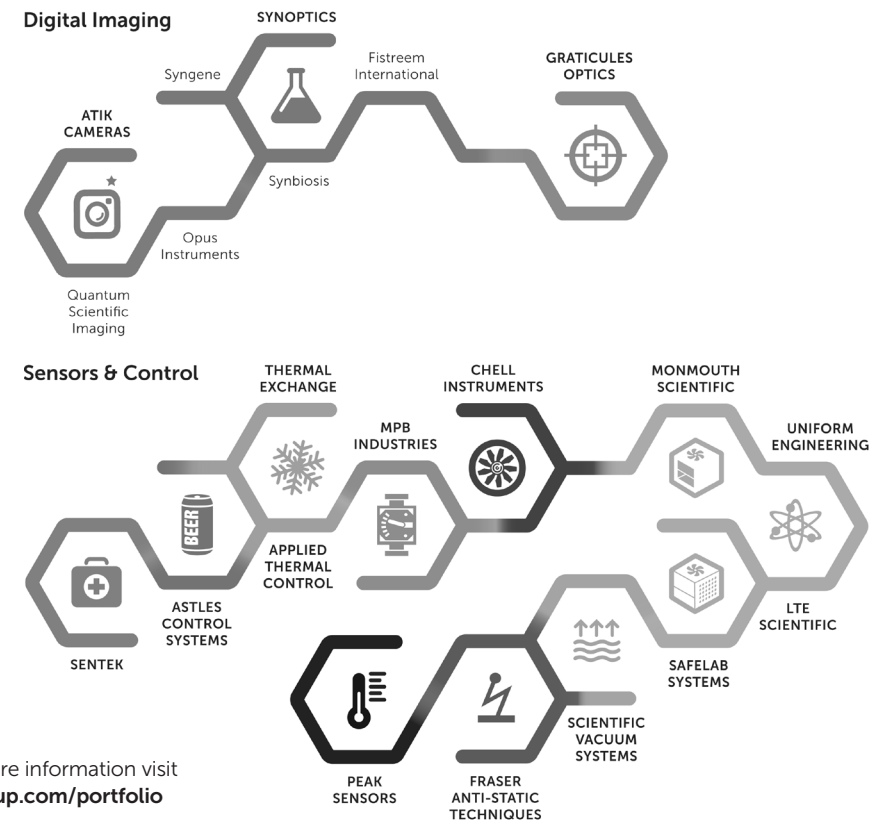 Digital Imaging
SYNOPTICS
Syngene
Fistreem
International
GRATICULES
OPTICS
ATIK
CAMERAS
Synbiosis
Opus
Instruments
Quantum
Scientific
Imaging
Sensors & Control
THERMAL
EXCHANGE
CHELL
INSTRUMENTS
MONMOUTH
SCIENTIFIC
MPB
INDUSTRIES
UNIFORM
ENGINEERING
BEER
APPLIED
THERMAL
CONTROL
ASTLES
CONTROL
SYSTEMS
LTE
SCIENTIFIC
SENTEK
SAFELAB
SYSTEMS
SCIENTIFIC
VACUUM
SYSTEMS
PEAK
SENSORS
FRASER
ANTI-STATIC
TECHNIQUES
re information visit
up.com/portfolio